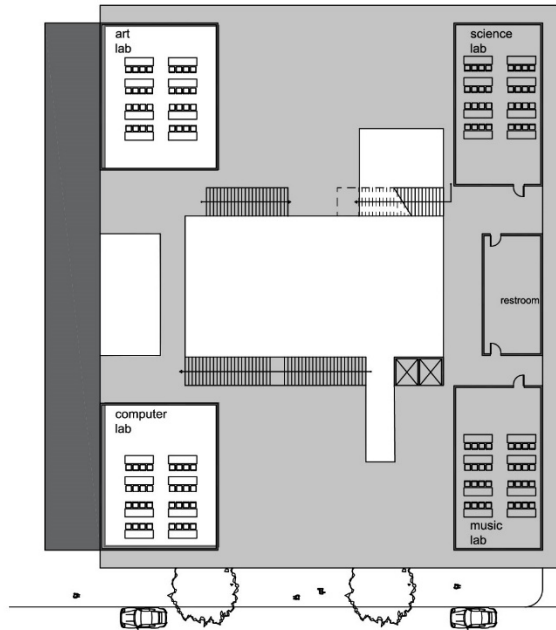 art
lab
science
lab
restroom
computer
lab
music
lab